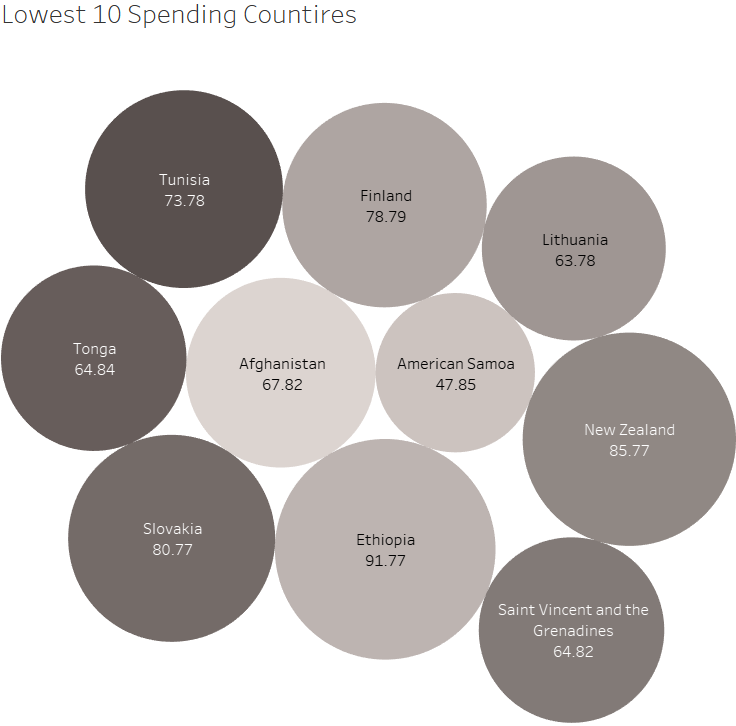 Lowest 10 Spending Countires
Tunisia
73.78
Finland
78.79
Lithuania
63.78
Tonga
64.84
Afghanistan
67.82
American Samoa
47.85
New Zealand
85.77
Slovakia
80.77
Ethiopia
91.77
Saint Vincent and the
Grenadines
64.82